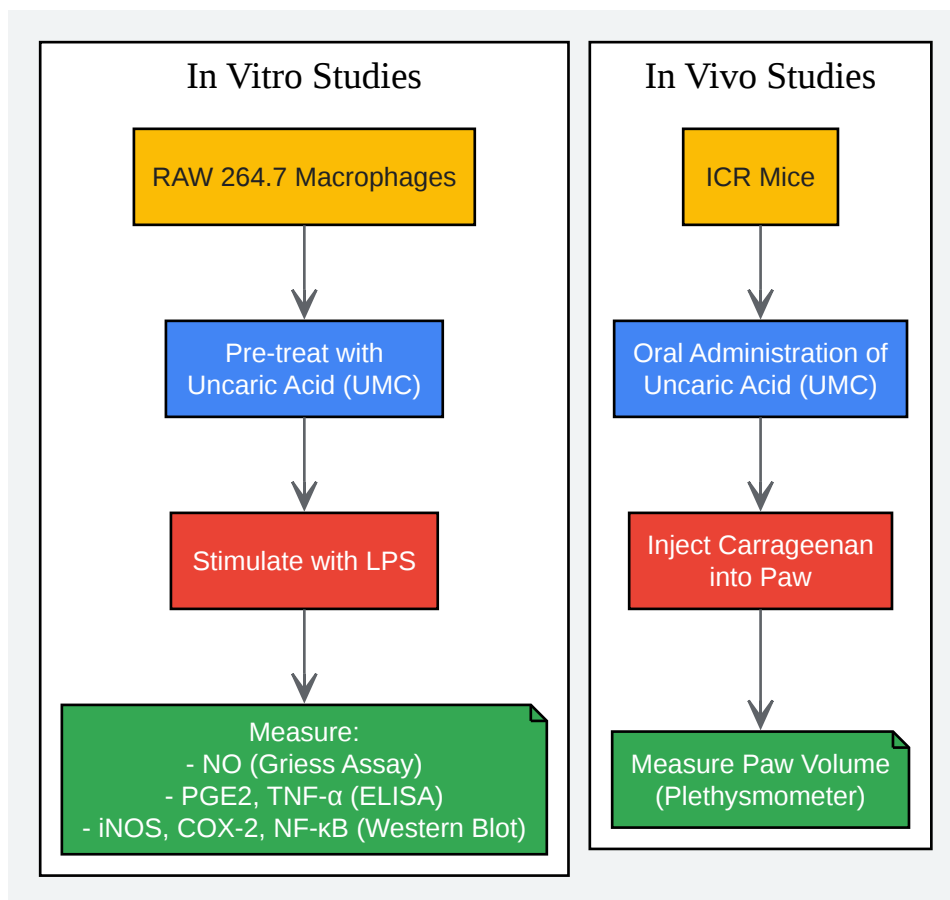 In Vitro Studies
RAW 264.7 Macrophages
Pre-treat with
Uncaric Acid (UMC)
Stimulate with LPS
Measure:
- NO (Griess Assay)
- PGE2, TNF-α (ELISA)
- iNOS, COX-2, NF-κB (Western Blot)
In Vivo Studies
ICR Mice
Oral Administration of
Uncaric Acid (UMC)
Inject Carrageenan
into Paw
Measure Paw Volume
(Plethysmometer)